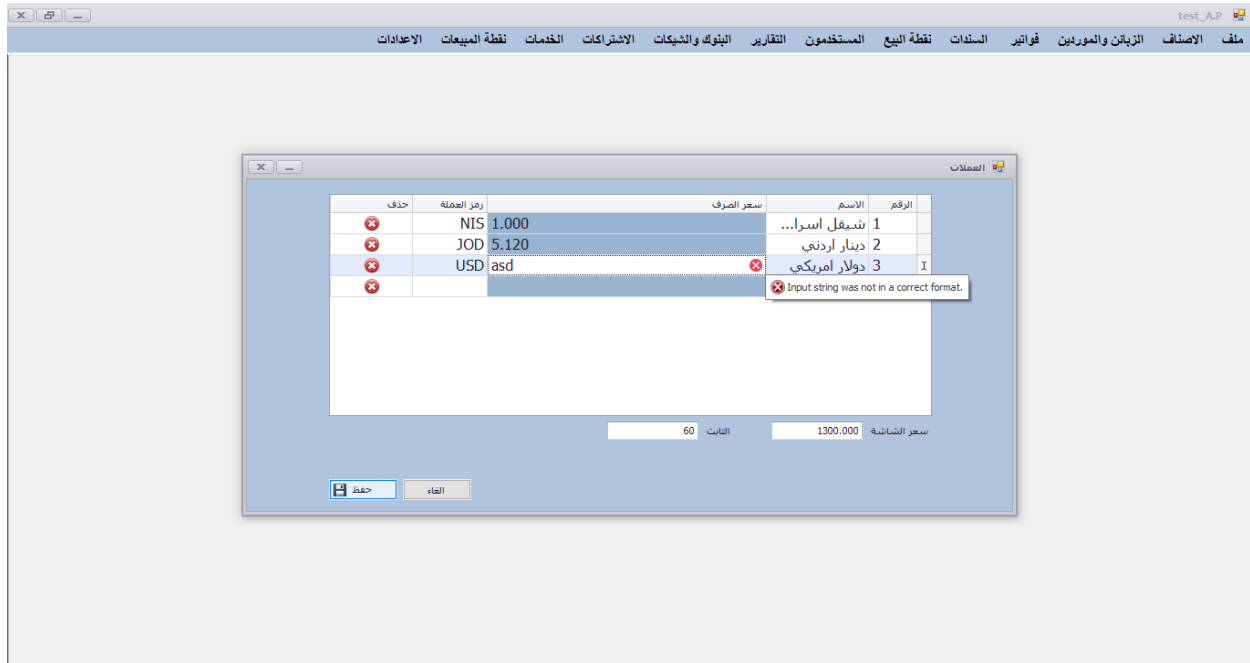 test_A.P
ملف الاصناف الزبائن والموردين فواتير السندات نقطة البيع المستخدمون التقارير البنوك والشيكات الاشتراكات الخدمات نقطة المبيعات الاعدادات
العملات
الرقم الاسم سعر الصرف رمز العملة حذف
1 شيقل اسرا... 1.000 NIS
2 دينار اردني 5.120 JOD
3 دولار امريكي asd USD
Input string was not in a correct format.
سعر الشاشة 1300.000 الثابت 60
الغاء حفظ